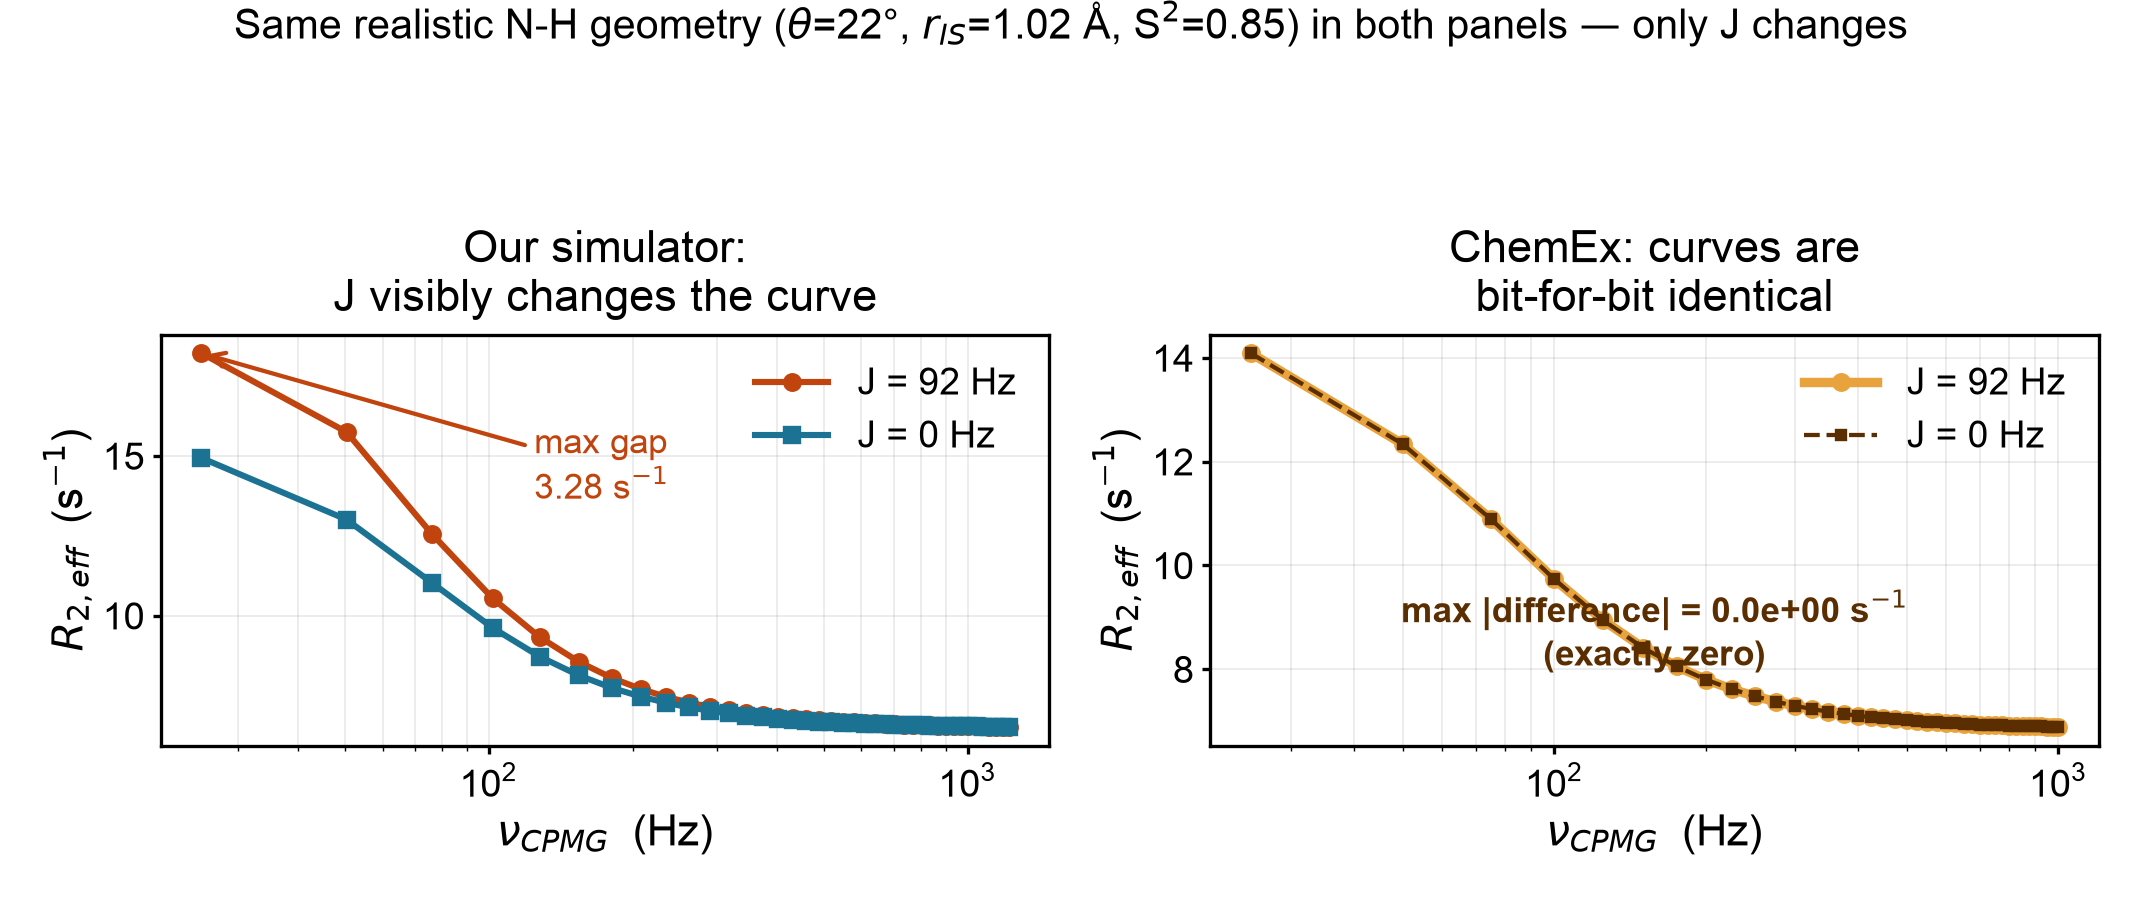 Same realistic N-H geometry (θ=22°, r_IS=1.02 Å, S²=0.85) in both panels — only J changes
Our simulator:
J visibly changes the curve
J = 92 Hz
J = 0 Hz
max gap
3.28 s⁻¹
15
10
R₂,eff (s⁻¹)
10² 10³
ν_CPMG (Hz)
ChemEx: curves are
bit-for-bit identical
J = 92 Hz
J = 0 Hz
max |difference| = 0.0e+00 s⁻¹
(exactly zero)
14
12
10
8
R₂,eff (s⁻¹)
10² 10³
ν_CPMG (Hz)